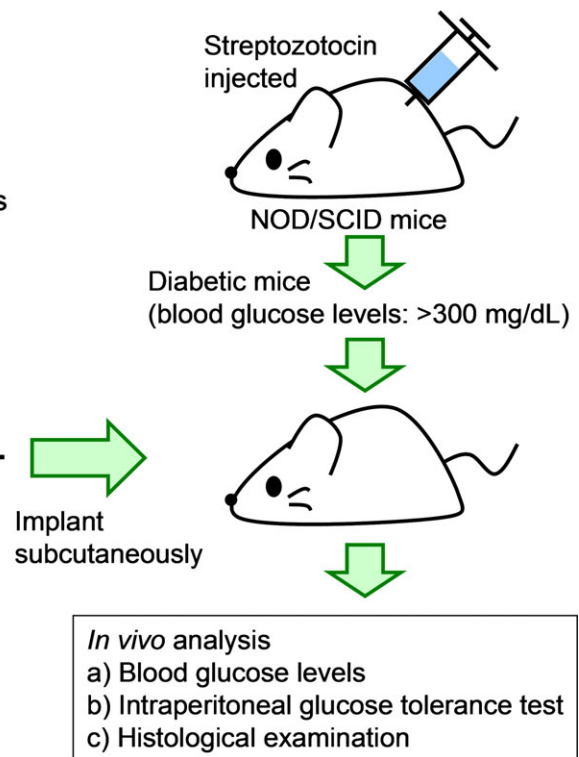 Streptozotocin
injected
s
NOD/SCID mice
Diabetic mice
(blood glucose levels: >300 mg/dL)
Implant
subcutaneously
In vivo analysis
a) Blood glucose levels
b) Intraperitoneal glucose tolerance test
c) Histological examination